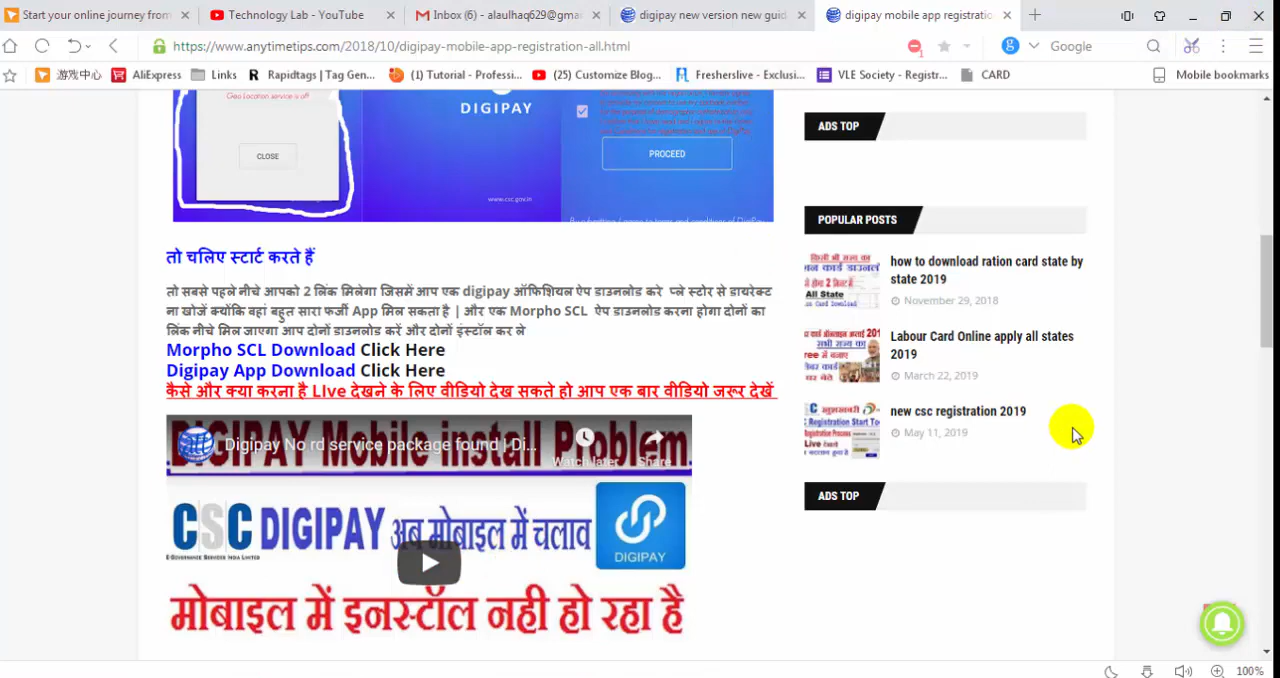 Start your online journey from
Technology Lab - YouTube
Inbox (6) - alaulhaq629@gma
digipay new version new guid
digipay mobile app registratio
https://www.anytimetips.com/2018/10/digipay-mobile-app-registration-all.html
Google
游戏中心
AliExpress
Links
Rapidtags | Tag Gen...
(1) Tutorial - Professi...
(25) Customize Blog...
Fresherslive - Exclusi...
VLE Society - Registr...
CARD
Mobile bookmarks
Geo Location service is off
CLOSE
DIGIPAY
www.csc.gov.in
PROCEED
तो चलिए स्टार्ट करते हैं
तो सबसे पहले नीचे आपको 2 लिंक मिलेगा जिसमें आप एक digipay ऑफिशियल ऐप डाउनलोड करे प्ले स्टोर से डायरेक्ट
ना खोजें क्योंकि वहां बहुत सारा फर्जी App मिल सकता है | और एक Morpho SCL ऐप डाउनलोड करना होगा दोनों का
लिंक नीचे मिल जाएगा आप दोनों डाउनलोड करें और दोनों इंस्टॉल कर ले
Morpho SCL Download Click Here
Digipay App Download Click Here
कैसे और क्या करना है LIve देखने के लिए वीडियो देख सकते हो आप एक बार वीडियो जरूर देखें
Digipay No rd service package found | Di...
Watch later
Share
DIGIPAY Mobile install Problem
CSC DIGIPAY अब मोबाइल में चलाव
DIGIPAY
मोबाइल में इनस्टॉल नही हो रहा है
ADS TOP
POPULAR POSTS
how to download ration card state by
state 2019
November 29, 2018
Labour Card Online apply all states
2019
March 22, 2019
new csc registration 2019
May 11, 2019
ADS TOP
100%